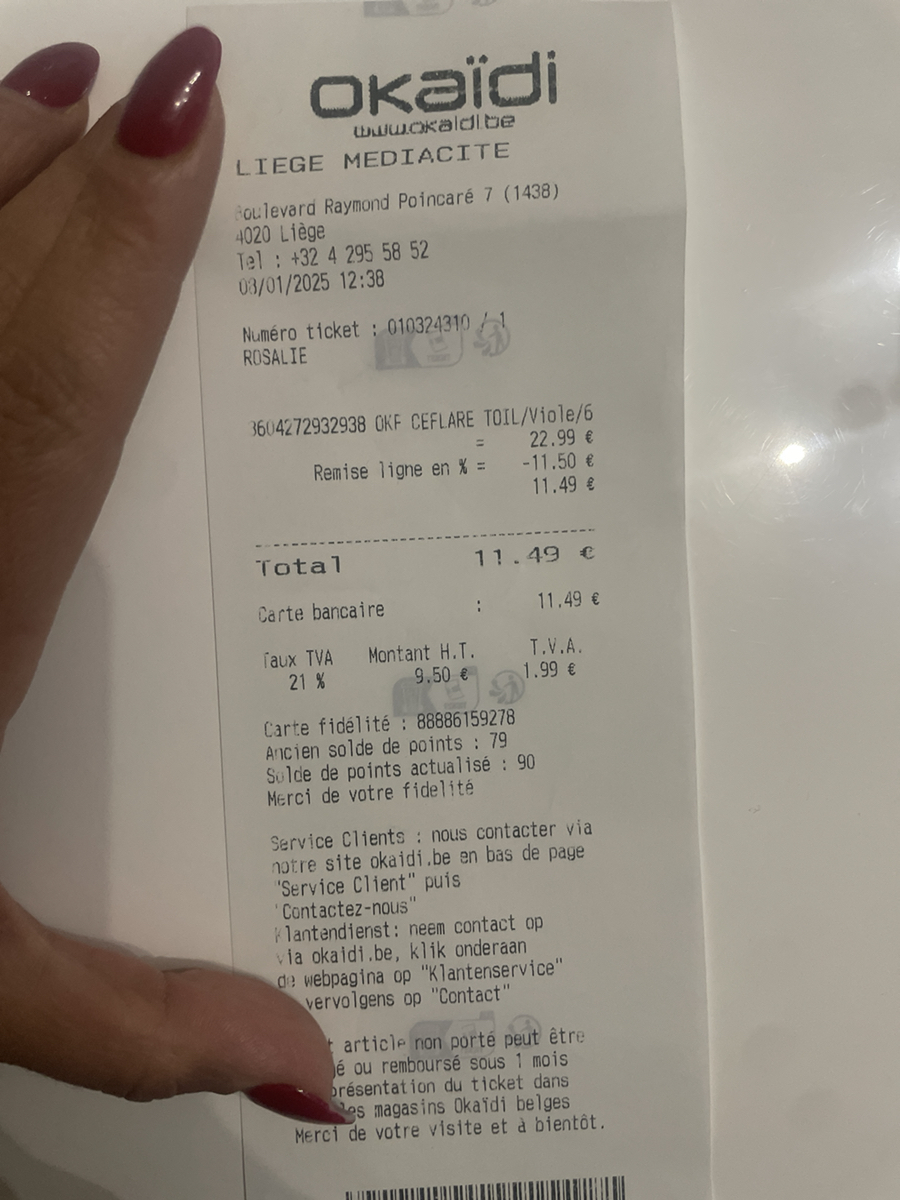 okaïdi
www.okaidi.be
LIEGE MEDIACITE
Boulevard Raymond Poincaré 7 (1438)
4020 Liège
Tel : +32 4 295 58 52
08/01/2025 12:38
Numéro ticket : 010324310 / 1
ROSALIE
3604272932938 OKF CEFLARE TOIL/Viole/6
= 22.99 €
Remise ligne en % = -11.50 €
11.49 €
Total 11.49 €
Carte bancaire : 11.49 €
Taux TVA Montant H.T. T.V.A.
21 % 9.50 € 1.99 €
Carte fidélité : 88886159278
Ancien solde de points : 79
Solde de points actualisé : 90
Merci de votre fidelité
Service Clients : nous contacter via
notre site okaidi.be en bas de page
"Service Client" puis
"Contactez-nous"
Klantendienst: neem contact op
via okaidi.be, klik onderaan
de webpagina op "Klantenservice"
vervolgens op "Contact"
t article non porté peut être
é ou remboursé sous 1 mois
présentation du ticket dans
les magasins Okaïdi belges
Merci de votre visite et à bientôt.